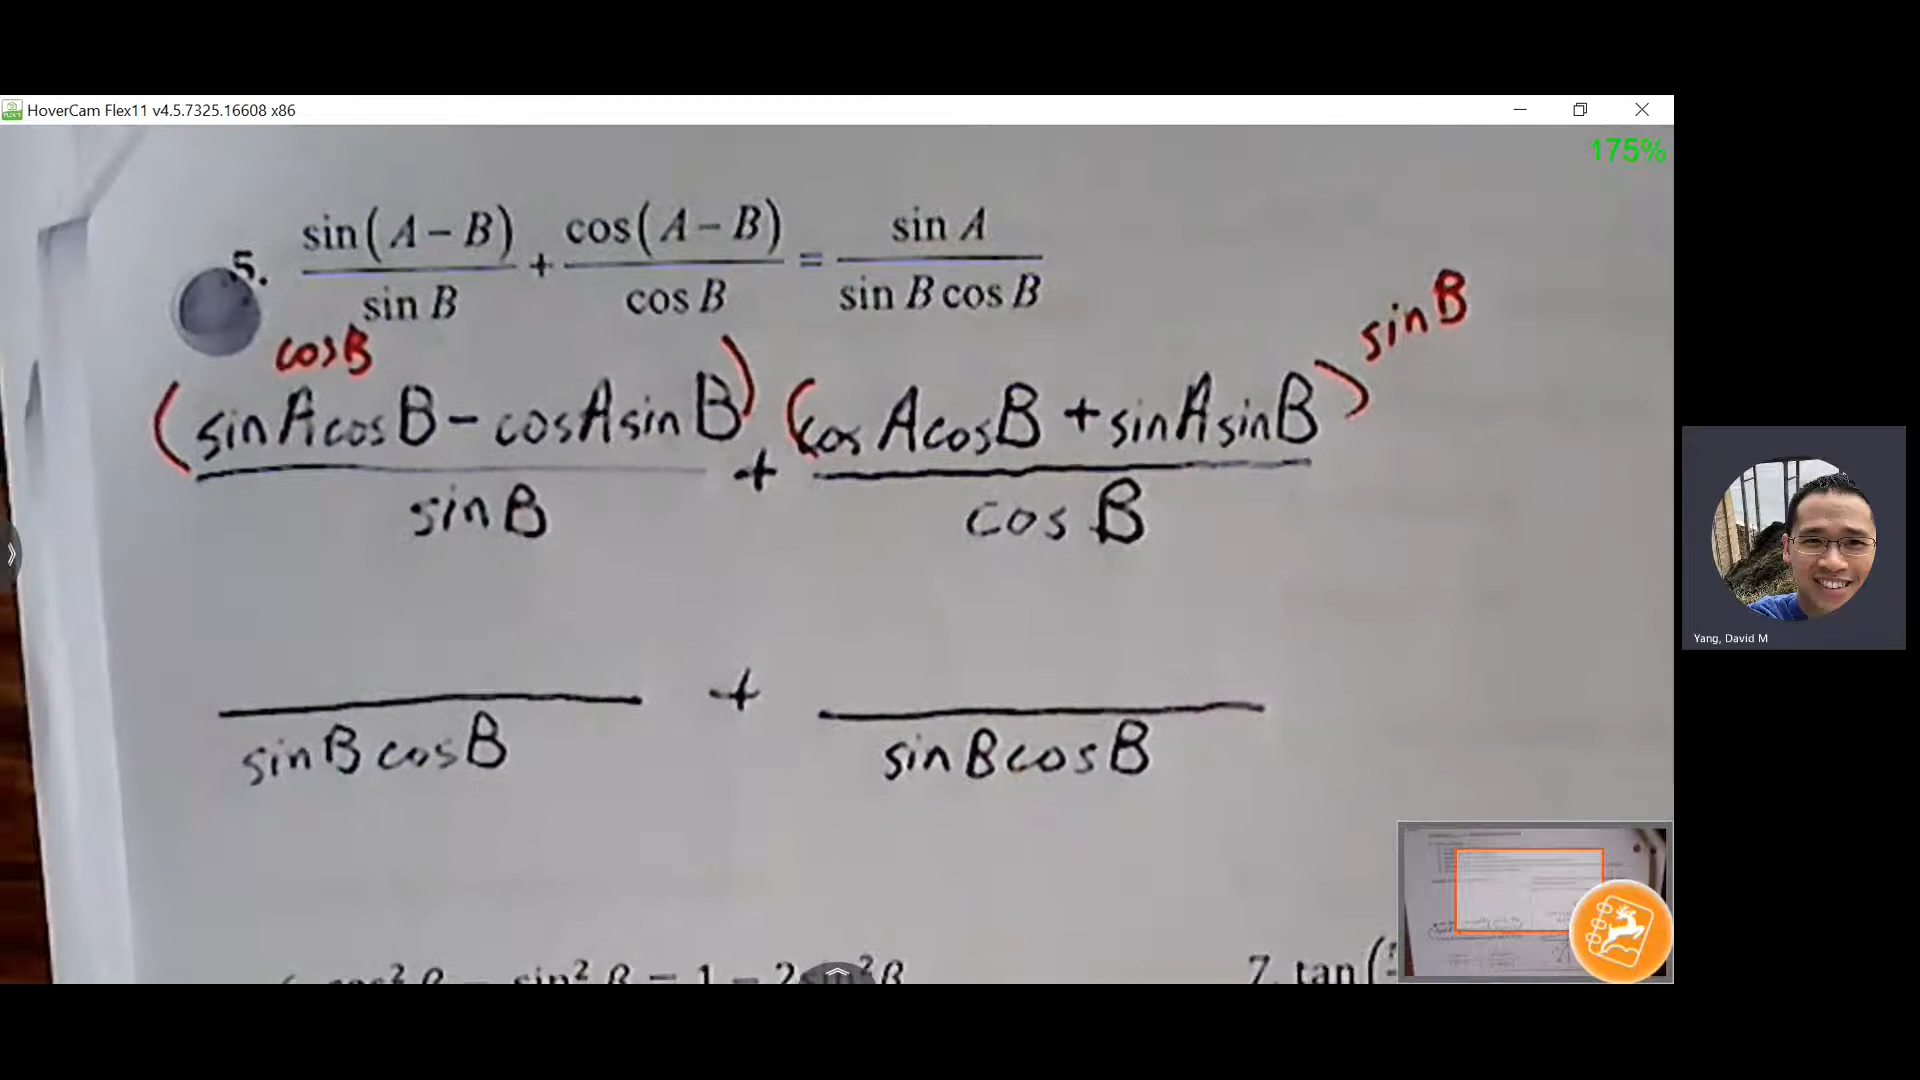 HoverCam Flex11 v4.5.7325.16608 x86
175%
5. sin(A − B)/sin B + cos(A − B)/cos B = sin A/sin B cos B
cosB
sinB
(sinAcosB − cosAsinB) + (cosAcosB + sinAsinB)
sinB cosB
+
sinBcosB sinBcosB
Yang, David M
7. tan(